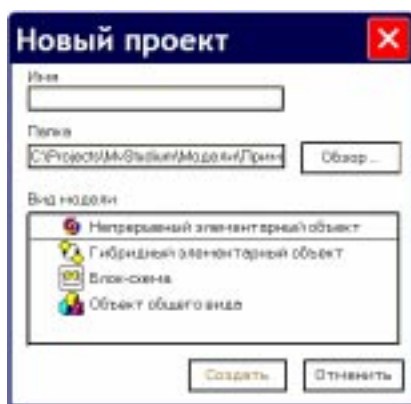 Новый проект
Имя
Папка
C:\Projects\MvStudium\Модели\Прим
Обзор...
Вид модели
Непрерывный элементарный объект
Гибридный элементарный объект
Блок-схема
Объект общего вида
Создать
Отменить